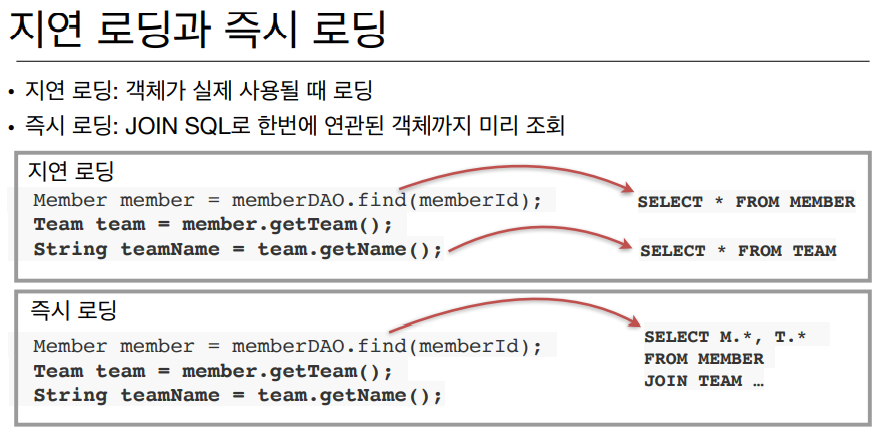 지연 로딩과 즉시 로딩
• 지연 로딩: 객체가 실제 사용될 때 로딩
• 즉시 로딩: JOIN SQL로 한번에 연관된 객체까지 미리 조회
지연 로딩
Member member = memberDAO.find(memberId);
SELECT * FROM MEMBER
Team team = member.getTeam();
String teamName = team.getName();
SELECT * FROM TEAM
즉시 로딩
Member member = memberDAO.find(memberId);
Team team = member.getTeam();
String teamName = team.getName();
SELECT M.*, T.*
FROM MEMBER
JOIN TEAM …